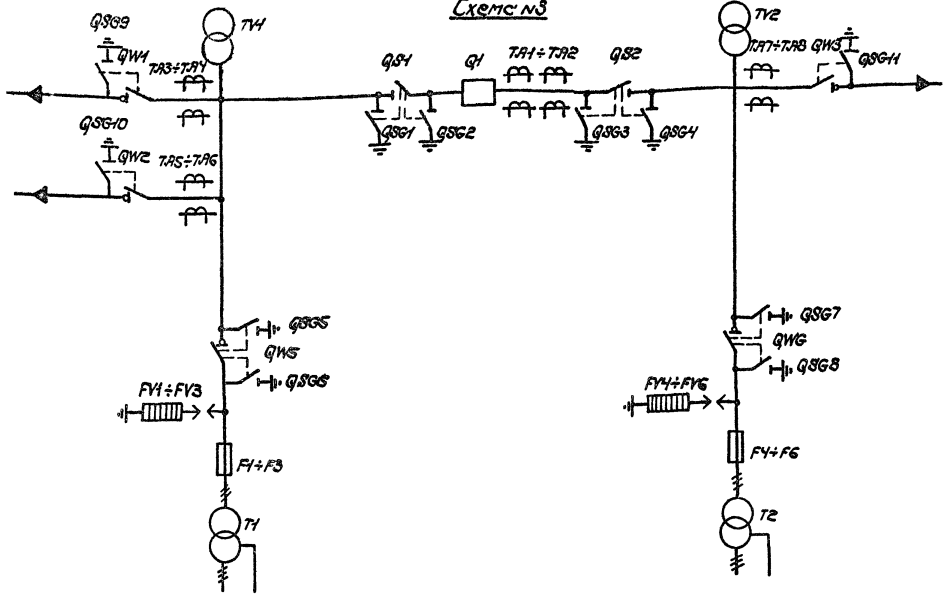 Схема N3
QSG9
TV1
TV2
QW1
TA3÷TA4
QS1
Q1
TA1÷TA2
QS2
TA7÷TA8
QW3
QSG11
QSG10
QSG1
QSG2
QSG3
QSG4
QW2
TA5÷TA6
QSG5
QW5
QSG6
QSG7
QW6
QSG8
FV1÷FV3
FV4÷FV6
F1÷F3
F4÷F6
T1
T2